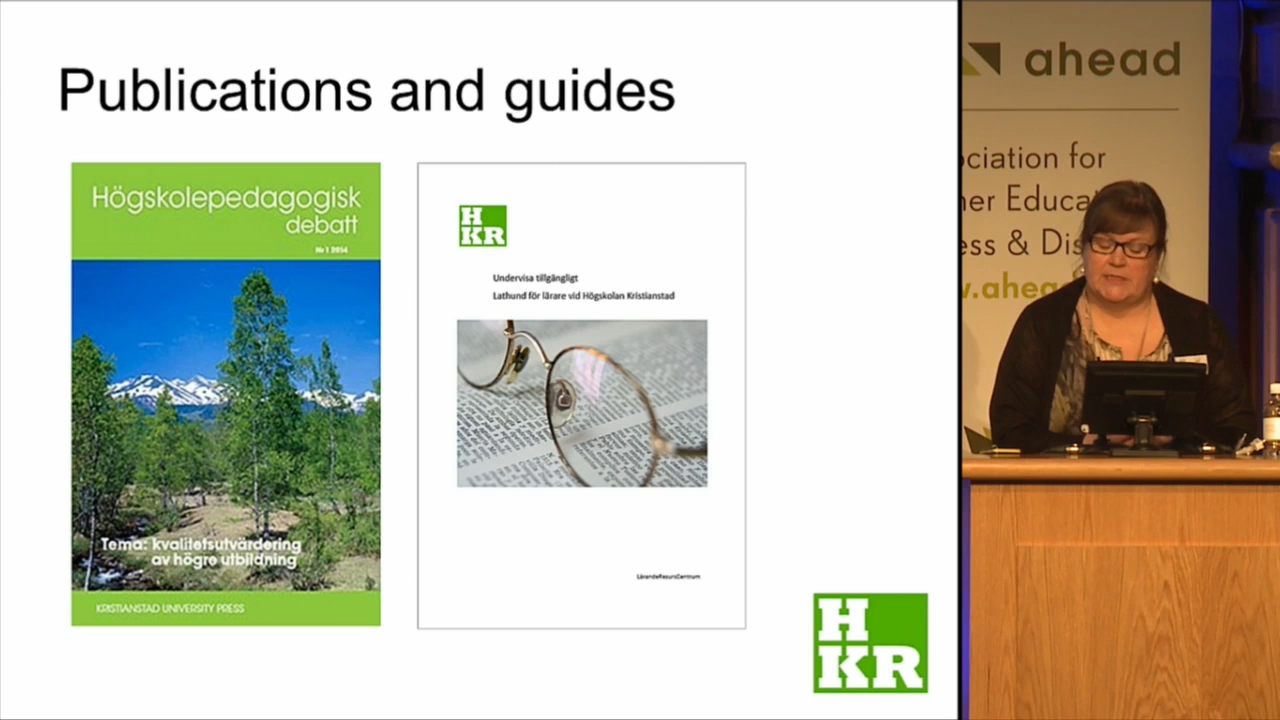 Publications and guides
Högskolepedagogisk
debatt
Nr 1 2014
Tema: kvalitetsutvärdering
av högre utbildning
KRISTIANSTAD UNIVERSITY PRESS
H
KR
Undervisa tillgängligt
Lathund för lärare vid Högskolan Kristianstad
LärandeResursCentrum
H
KR
ahead
ociation for
her Educa
ess & Dis
w.ahea